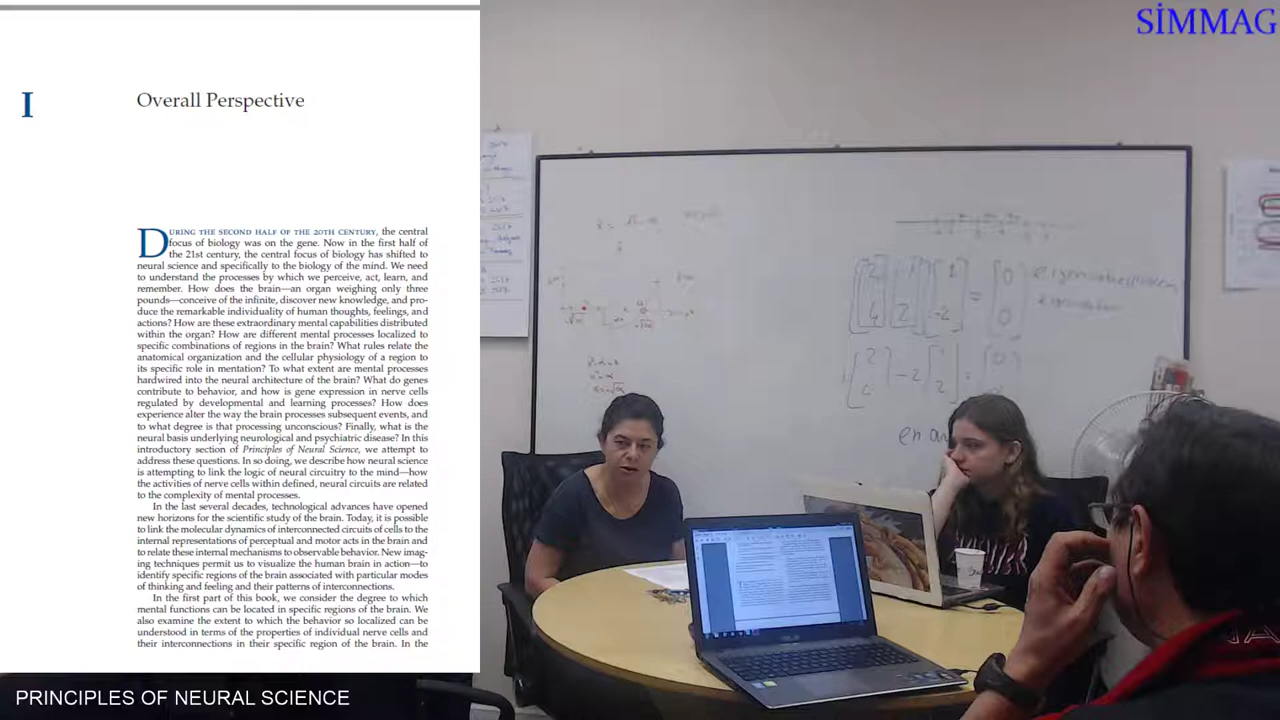 SİMMAG
I
Overall Perspective
DURING THE SECOND HALF OF THE 20TH CENTURY, the central
focus of biology was on the gene. Now in the first half of
the 21st century, the central focus of biology has shifted to
neural science and specifically to the biology of the mind. We need
to understand the processes by which we perceive, act, learn, and
remember. How does the brain—an organ weighing only three
pounds—conceive of the infinite, discover new knowledge, and pro-
duce the remarkable individuality of human thoughts, feelings, and
actions? How are these extraordinary mental capabilities distributed
within the organ? How are different mental processes localized to
specific combinations of regions in the brain? What rules relate the
anatomical organization and the cellular physiology of a region to
its specific role in mentation? To what extent are mental processes
hardwired into the neural architecture of the brain? What do genes
contribute to behavior, and how is gene expression in nerve cells
regulated by developmental and learning processes? How does
experience alter the way the brain processes subsequent events, and
to what degree is that processing unconscious? Finally, what is the
neural basis underlying neurological and psychiatric disease? In this
introductory section of Principles of Neural Science, we attempt to
address these questions. In so doing, we describe how neural science
is attempting to link the logic of neural circuitry to the mind—how
the activities of nerve cells within defined, neural circuits are related
to the complexity of mental processes.
In the last several decades, technological advances have opened
new horizons for the scientific study of the brain. Today, it is possible
to link the molecular dynamics of interconnected circuits of cells to the
internal representations of perceptual and motor acts in the brain and
to relate these internal mechanisms to observable behavior. New imag-
ing techniques permit us to visualize the human brain in action—to
identify specific regions of the brain associated with particular modes
of thinking and feeling and their patterns of interconnections.
In the first part of this book, we consider the degree to which
mental functions can be located in specific regions of the brain. We
also examine the extent to which the behavior so localized can be
understood in terms of the properties of individual nerve cells and
their interconnections in their specific region of the brain. In the
PRINCIPLES OF NEURAL SCIENCE